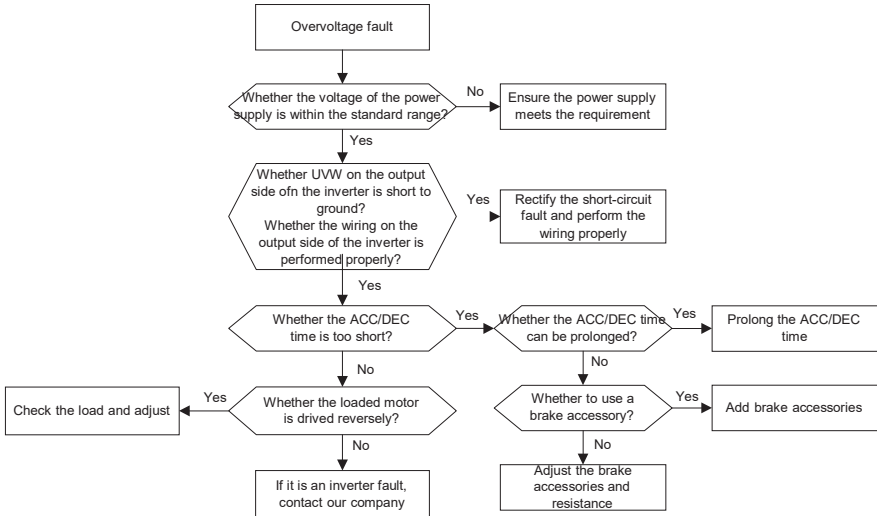 Overvoltage fault
Whether the voltage of the power
supply is within the standard range?
No
Ensure the power supply
meets the requirement
Yes
Whether UVW on the output
side ofn the inverter is short to
ground?
Whether the wiring on the
output side of the inverter is
performed properly?
Yes
Rectify the short-circuit
fault and perform the
wiring properly
Yes
Whether the ACC/DEC
time is too short?
Yes
Whether the ACC/DEC time
can be prolonged?
Yes
Prolong the ACC/DEC
time
No
No
Check the load and adjust
Yes
Whether the loaded motor
is drived reversely?
Whether to use a
brake accessory?
Yes
Add brake accessories
No
No
If it is an inverter fault,
contact our company
Adjust the brake
accessories and
resistance